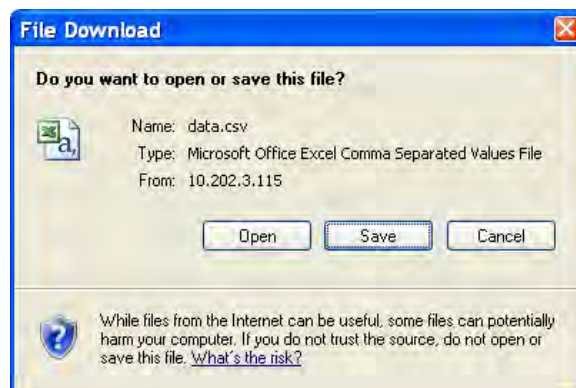 File Download
Do you want to open or save this file?
Name: data.csv
Type: Microsoft Office Excel Comma Separated Values File
From: 10.202.3.115
Open Save Cancel
While files from the Internet can be useful, some files can potentially
harm your computer. If you do not trust the source, do not open or
save this file. What's the risk?